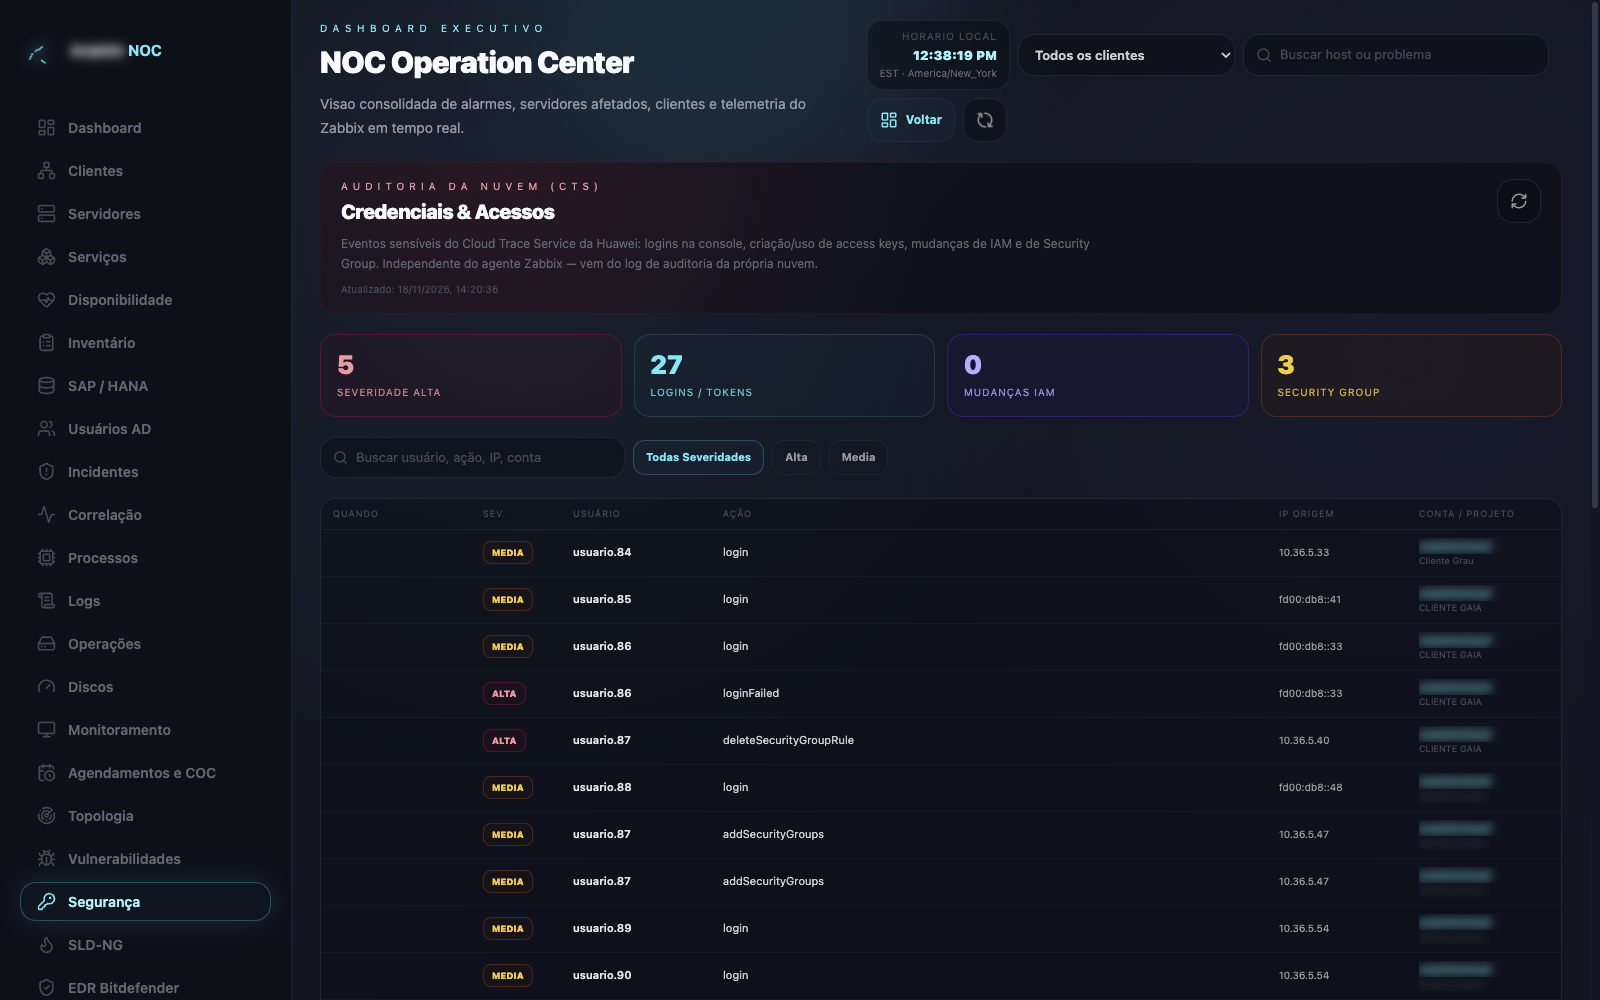 NOC
Dashboard
Clientes
Servidores
Serviços
Disponibilidade
Inventário
SAP / HANA
Usuários AD
Incidentes
Correlação
Processos
Logs
Operações
Discos
Monitoramento
Agendamentos e COC
Topologia
Vulnerabilidades
Segurança
SLD-NG
EDR Bitdefender
DASHBOARD EXECUTIVO
NOC Operation Center
Visao consolidada de alarmes, servidores afetados, clientes e telemetria do
Zabbix em tempo real.
HORARIO LOCAL
12:38:19 PM
EST · America/New_York
Todos os clientes
Buscar host ou problema
Voltar
AUDITORIA DA NUVEM (CTS)
Credenciais & Acessos
Eventos sensíveis do Cloud Trace Service da Huawei: logins na console, criação/uso de access keys, mudanças de IAM e de Security
Group. Independente do agente Zabbix — vem do log de auditoria da própria nuvem.
Atualizado: 18/11/2026, 14:20:36
5
SEVERIDADE ALTA
27
LOGINS / TOKENS
0
MUDANÇAS IAM
3
SECURITY GROUP
Buscar usuário, ação, IP, conta
Todas Severidades
Alta
Media
QUANDO SEV. USUÁRIO AÇÃO IP ORIGEM CONTA / PROJETO
MEDIA usuario.84 login 10.36.5.33
Cliente Grau
MEDIA usuario.85 login fd00:db8::41
CLIENTE GAIA
MEDIA usuario.86 login fd00:db8::33
CLIENTE GAIA
ALTA usuario.86 loginFailed fd00:db8::33
CLIENTE GAIA
ALTA usuario.87 deleteSecurityGroupRule 10.36.5.40
CLIENTE GAIA
MEDIA usuario.88 login fd00:db8::48
MEDIA usuario.87 addSecurityGroups 10.36.5.47
MEDIA usuario.87 addSecurityGroups 10.36.5.47
MEDIA usuario.89 login 10.36.5.54
MEDIA usuario.90 login 10.36.5.54